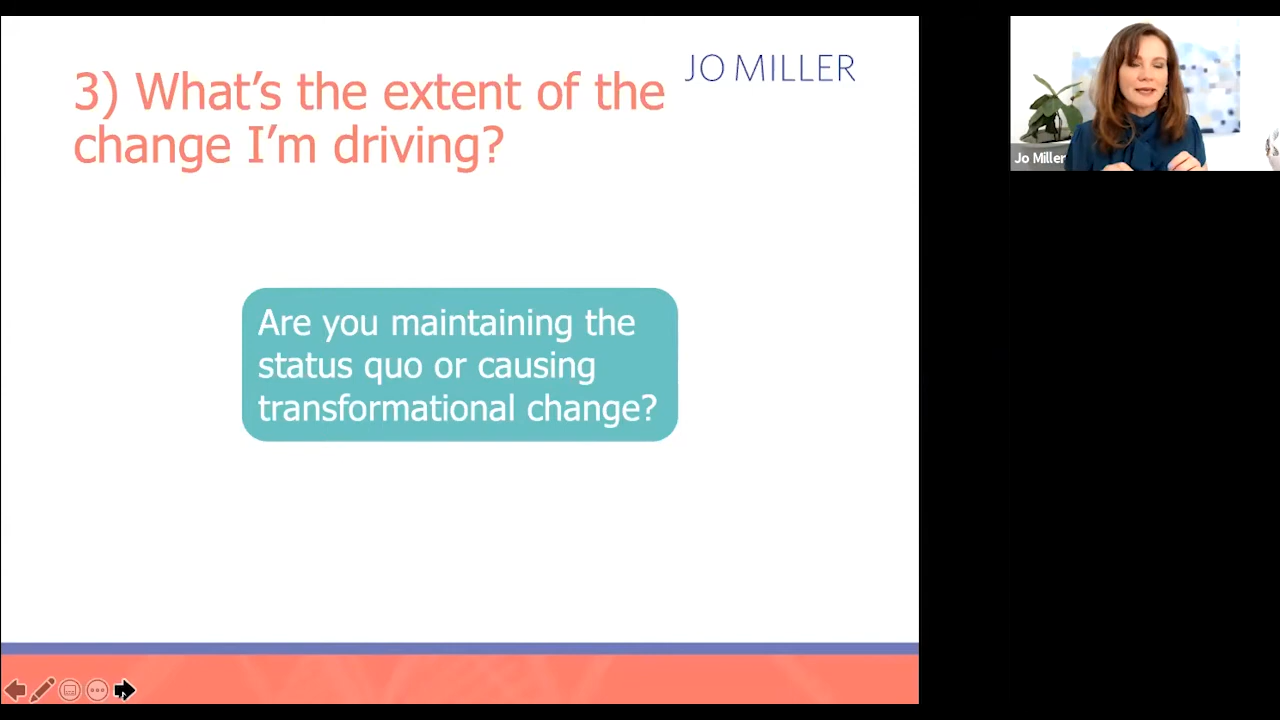 3) What's the extent of the
change I'm driving?
JO MILLER
Are you maintaining the
status quo or causing
transformational change?
Jo Miller